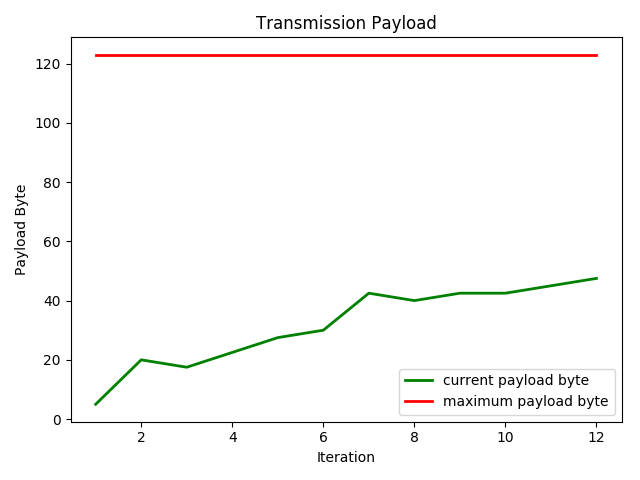 Transmission Payload
120
100
80
60
40
20
0
Payload Byte
2
4
6
8
10
12
Iteration
current payload byte
maximum payload byte